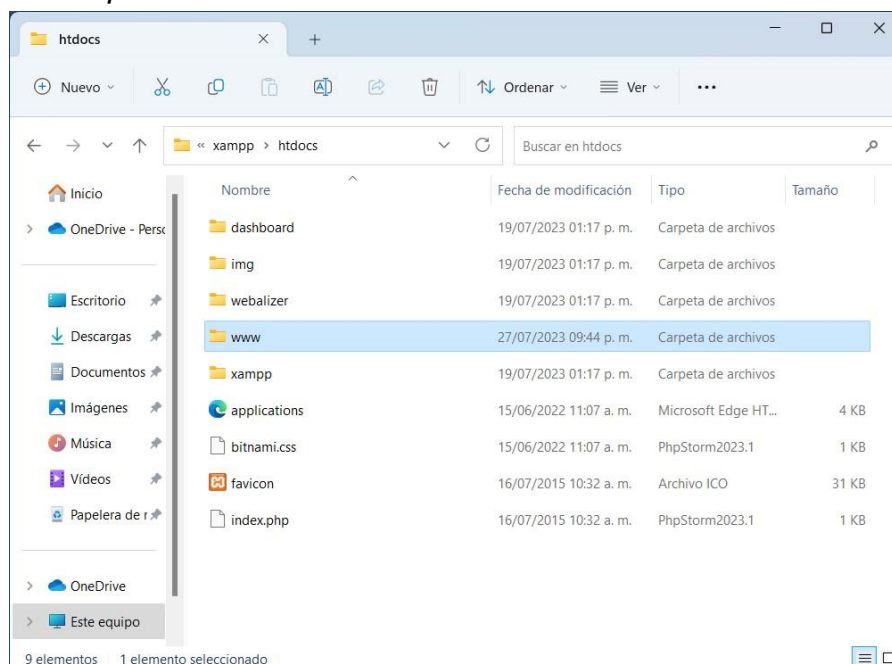 htdocs
Nuevo
Ordenar
Ver
« xampp > htdocs
Buscar en htdocs
Nombre Fecha de modificación Tipo Tamaño
Inicio
OneDrive - Perso
Escritorio
Descargas
Documentos
Imágenes
Música
Vídeos
Papelera de r
OneDrive
Este equipo
dashboard 19/07/2023 01:17 p. m. Carpeta de archivos
img 19/07/2023 01:17 p. m. Carpeta de archivos
webalizer 19/07/2023 01:17 p. m. Carpeta de archivos
www 27/07/2023 09:44 p. m. Carpeta de archivos
xampp 19/07/2023 01:17 p. m. Carpeta de archivos
applications 15/06/2022 11:07 a. m. Microsoft Edge HT... 4 KB
bitnami.css 15/06/2022 11:07 a. m. PhpStorm2023.1 1 KB
favicon 16/07/2015 10:32 a. m. Archivo ICO 31 KB
index.php 16/07/2015 10:32 a. m. PhpStorm2023.1 1 KB
9 elementos 1 elemento seleccionado